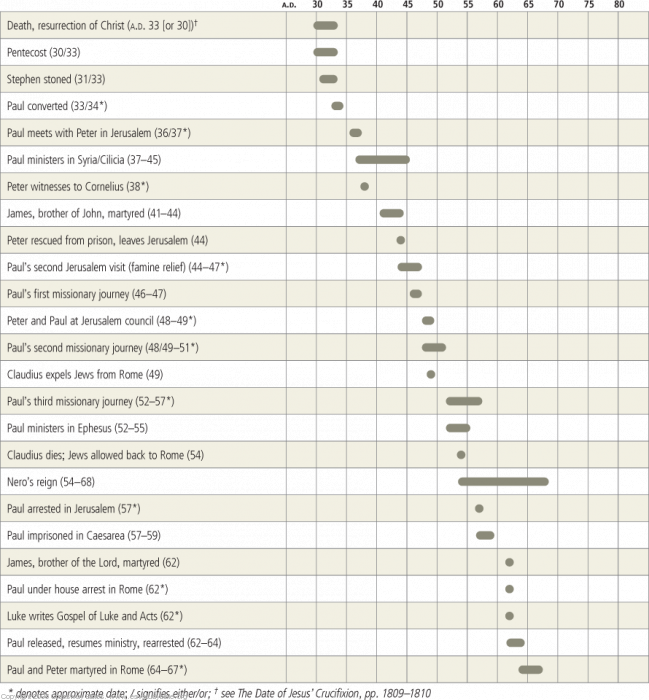 A.D. 30 35 40 45 50 55 60 65 70 75 80
Death, resurrection of Christ (A.D. 33 [or 30])†
Pentecost (30/33)
Stephen stoned (31/33)
Paul converted (33/34*)
Paul meets with Peter in Jerusalem (36/37*)
Paul ministers in Syria/Cilicia (37–45)
Peter witnesses to Cornelius (38*)
James, brother of John, martyred (41–44)
Peter rescued from prison, leaves Jerusalem (44)
Paul's second Jerusalem visit (famine relief) (44–47*)
Paul's first missionary journey (46–47)
Peter and Paul at Jerusalem council (48–49*)
Paul's second missionary journey (48/49–51*)
Claudius expels Jews from Rome (49)
Paul's third missionary journey (52–57*)
Paul ministers in Ephesus (52–55)
Claudius dies; Jews allowed back to Rome (54)
Nero's reign (54–68)
Paul arrested in Jerusalem (57*)
Paul imprisoned in Caesarea (57–59)
James, brother of the Lord, martyred (62)
Paul under house arrest in Rome (62*)
Luke writes Gospel of Luke and Acts (62*)
Paul released, resumes ministry, rearrested (62–64)
Paul and Peter martyred in Rome (64–67*)
* denotes approximate date; / signifies either/or; † see The Date of Jesus' Crucifixion, pp. 1809–1810